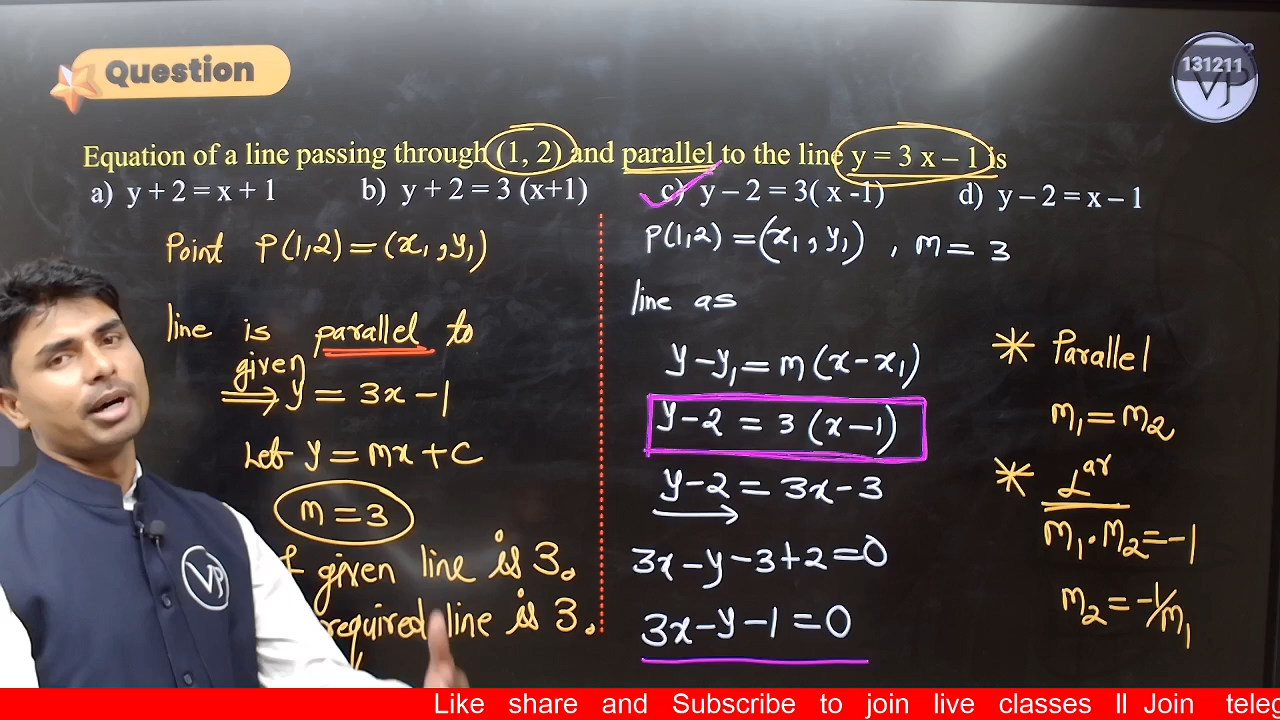 Question
131211
VP
Equation of a line passing through (1, 2) and parallel to the line y = 3 x – 1 is
a) y + 2 = x + 1 b) y + 2 = 3 (x+1) c) y – 2 = 3( x -1) d) y – 2 = x – 1
Point P(1,2) = (x₁, y₁)
line is parallel to
given
⟹ y = 3x - 1
Let y = mx + c
m = 3
given line is 3.
required line is 3.
P(1,2) = (x₁, y₁), m = 3
line as
y - y₁ = m (x - x₁)
y - 2 = 3 (x - 1)
y - 2 = 3x - 3
3x - y - 3 + 2 = 0
3x - y - 1 = 0
* Parallel
m₁ = m₂
* Lar
m₁ . m₂ = -1
m₂ = -1/m₁
VP
Like share and Subscribe to join live classes ll Join teleg